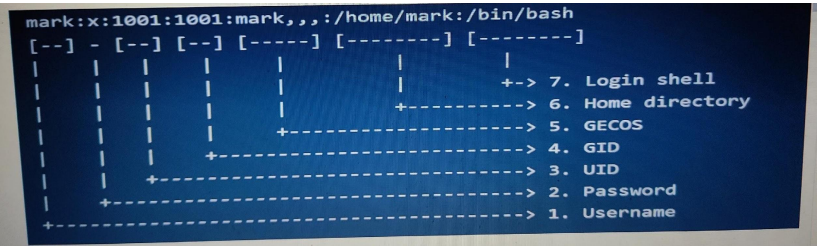 mark:x:1001:1001:mark,,,:/home/mark:/bin/bash
[--] - [--] [--] [-----] [--------] [--------]
| | | | | | |
| | | | | | +-> 7. Login shell
| | | | | +----------> 6. Home directory
| | | | +--------------------> 5. GECOS
| | | +---------------------------> 4. GID
| | +--------------------------------> 3. UID
| +------------------------------------> 2. Password
+-----------------------------------------> 1. Username